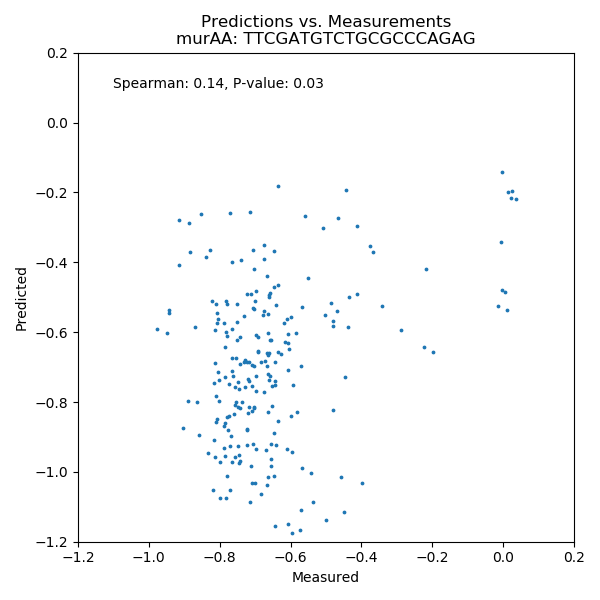 Predictions vs. Measurements
murAA: TTCGATGTCTGCGCCCAGAG
Spearman: 0.14, P-value: 0.03
Predicted
0.2
0.0
−0.2
−0.4
−0.6
−0.8
−1.0
−1.2
−1.2 −1.0 −0.8 −0.6 −0.4 −0.2 0.0 0.2
Measured